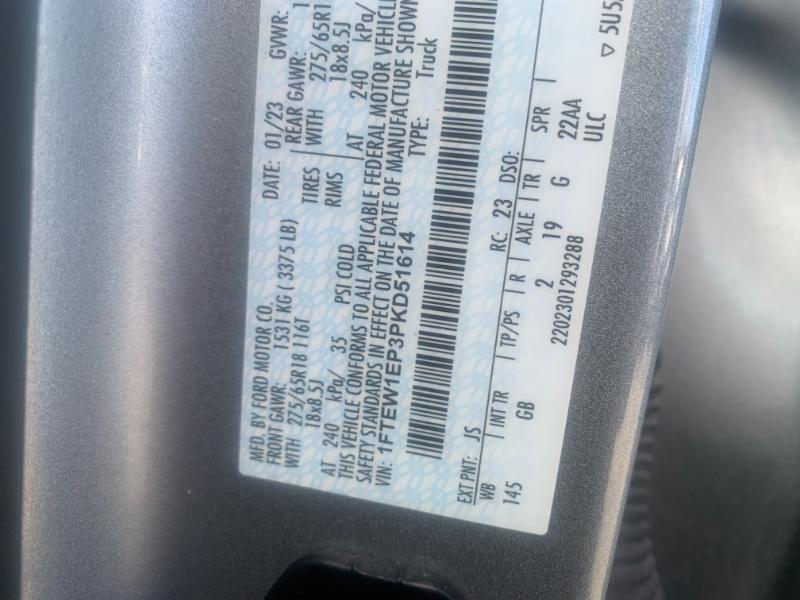 MFD. BY FORD MOTOR CO. DATE: 01/23 GVWR:
FRONT GAWR: 1531 KG ( 3375 LB) REAR GAWR:
WITH 275/65R18 116T TIRES WITH 275/65R1
18x8.5J RIMS 18x8.5J
AT 240 kPa/ 35 PSI COLD AT 240 kPa/
THIS VEHICLE CONFORMS TO ALL APPLICABLE FEDERAL MOTOR VEHICL
SAFETY STANDARDS IN EFFECT ON THE DATE OF MANUFACTURE SHOWN
VIN: 1FTEW1EP3PKD51614 TYPE: Truck
EXT PNT: JS RC: 23 DSO:
WB INT TR TP/PS R AXLE TR SPR
145 GB 2 19 G 22AA
2202301293288 ULC
▽ 5U5